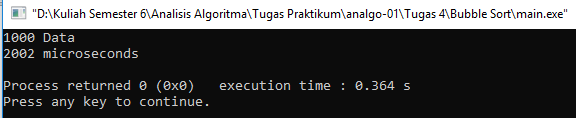 "D:\Kuliah Semester 6\Analisis Algoritma\Tugas Praktikum\analgo-01\Tugas 4\Bubble Sort\main.exe"
1000 Data
2002 microseconds
Process returned 0 (0x0)   execution time : 0.364 s
Press any key to continue.